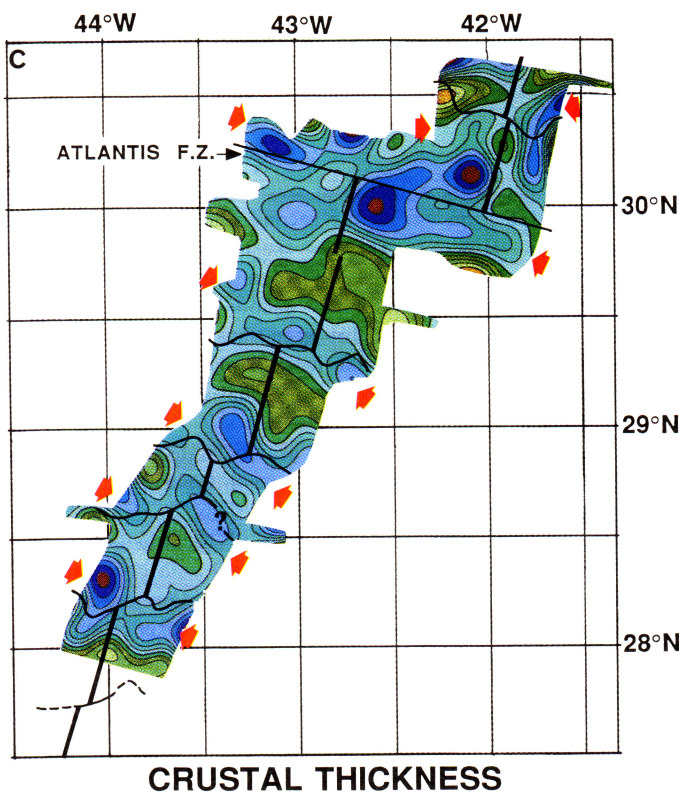 44°W 43°W 42°W
C
ATLANTIS F.Z.
30°N
29°N
?
28°N
CRUSTAL THICKNESS